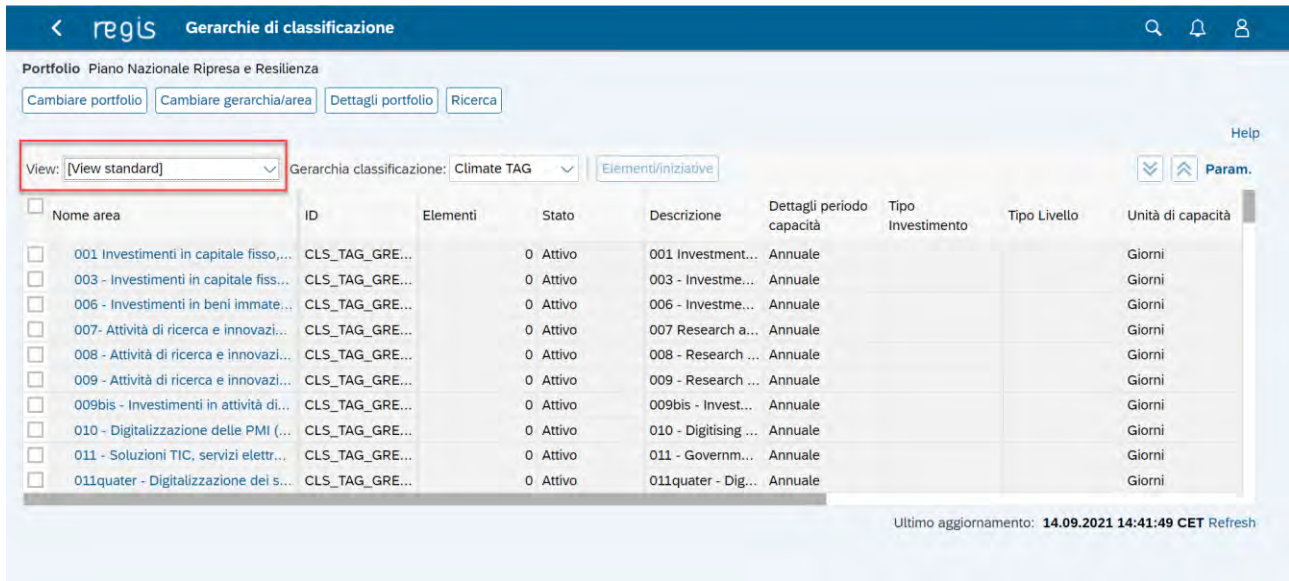 regis Gerarchie di classificazione
Portfolio Piano Nazionale Ripresa e Resilienza
Cambiare portfolio Cambiare gerarchia/area Dettagli portfolio Ricerca
Help
View: [View standard] Gerarchia classificazione: Climate TAG Elementi/iniziative Param.
Nome area ID Elementi Stato Descrizione Dettagli periodo capacità Tipo Investimento Tipo Livello Unità di capacità
001 Investimenti in capitale fisso,... CLS_TAG_GRE... 0 Attivo 001 Investment... Annuale Giorni
003 - Investimenti in capitale fiss... CLS_TAG_GRE... 0 Attivo 003 - Investme... Annuale Giorni
006 - Investimenti in beni immate... CLS_TAG_GRE... 0 Attivo 006 - Investme... Annuale Giorni
007- Attività di ricerca e innovazi... CLS_TAG_GRE... 0 Attivo 007 Research a... Annuale Giorni
008 - Attività di ricerca e innovazi... CLS_TAG_GRE... 0 Attivo 008 - Research ... Annuale Giorni
009 - Attività di ricerca e innovazi... CLS_TAG_GRE... 0 Attivo 009 - Research ... Annuale Giorni
009bis - Investimenti in attività di... CLS_TAG_GRE... 0 Attivo 009bis - Invest... Annuale Giorni
010 - Digitalizzazione delle PMI (... CLS_TAG_GRE... 0 Attivo 010 - Digitising ... Annuale Giorni
011 - Soluzioni TIC, servizi elettr... CLS_TAG_GRE... 0 Attivo 011 - Governm... Annuale Giorni
011quater - Digitalizzazione dei s... CLS_TAG_GRE... 0 Attivo 011quater - Dig... Annuale Giorni
Ultimo aggiornamento: 14.09.2021 14:41:49 CET Refresh